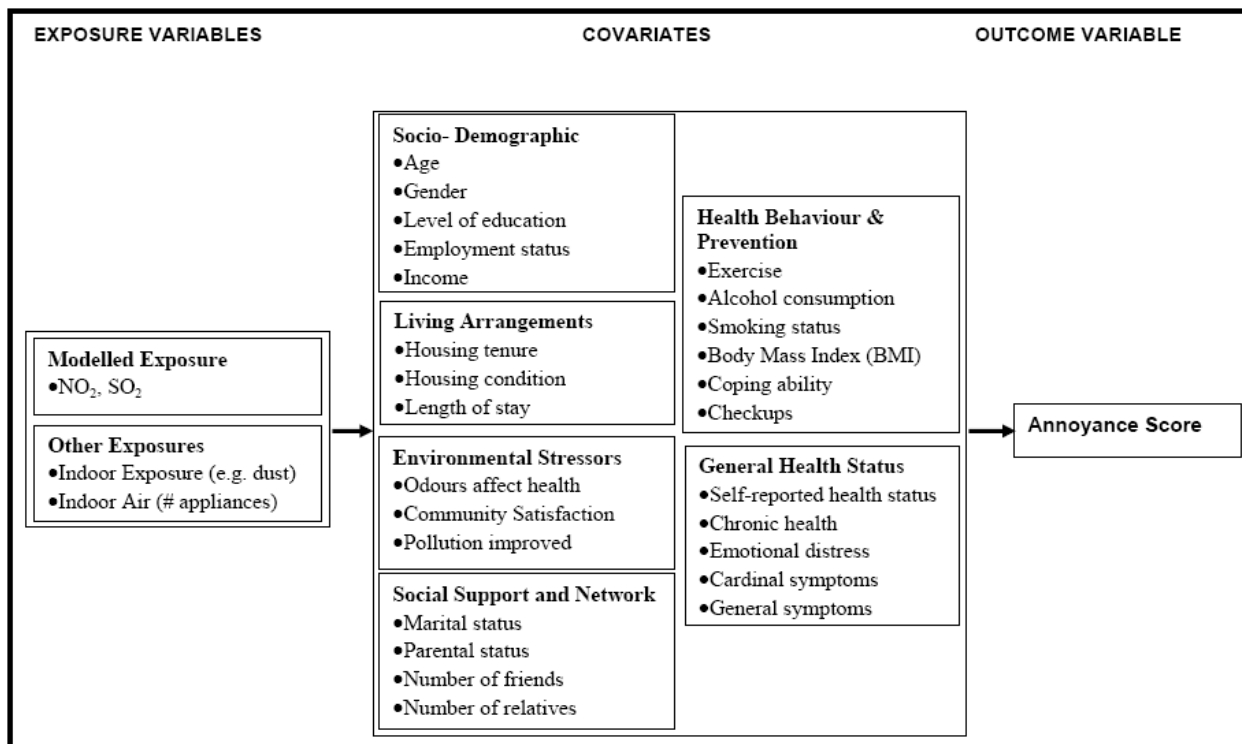 EXPOSURE VARIABLES
COVARIATES
OUTCOME VARIABLE
Modelled Exposure
•NO₂, SO₂
Other Exposures
•Indoor Exposure (e.g. dust)
•Indoor Air (# appliances)
Socio- Demographic
•Age
•Gender
•Level of education
•Employment status
•Income
Living Arrangements
•Housing tenure
•Housing condition
•Length of stay
Environmental Stressors
•Odours affect health
•Community Satisfaction
•Pollution improved
Social Support and Network
•Marital status
•Parental status
•Number of friends
•Number of relatives
Health Behaviour &
Prevention
•Exercise
•Alcohol consumption
•Smoking status
•Body Mass Index (BMI)
•Coping ability
•Checkups
General Health Status
•Self-reported health status
•Chronic health
•Emotional distress
•Cardinal symptoms
•General symptoms
Annoyance Score